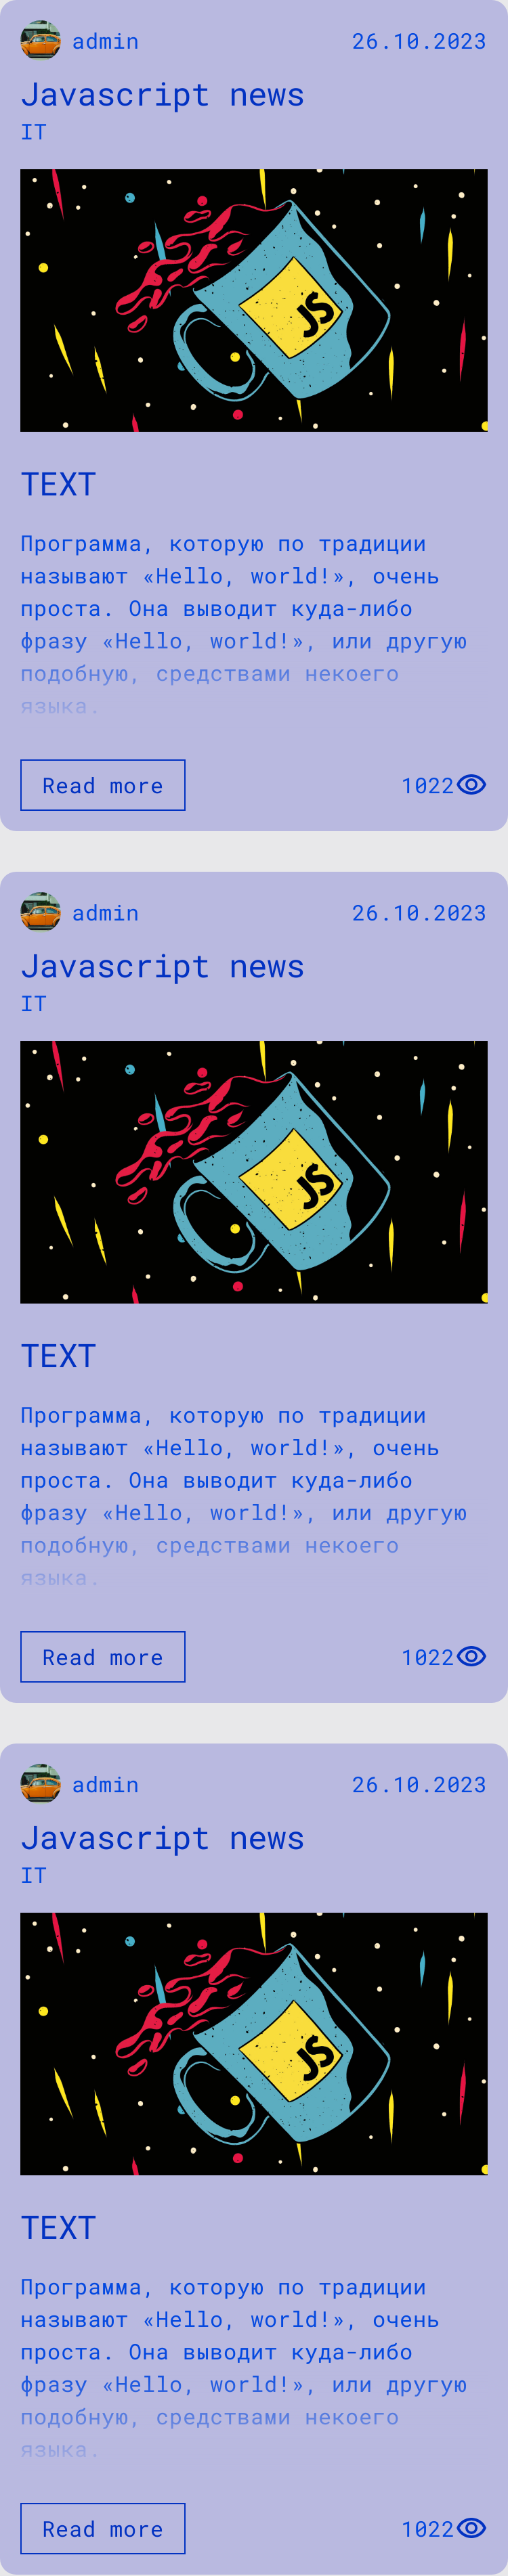 admin 26.10.2023
Javascript news
IT
JS
TEXT
Программа, которую по традиции
называют «Hello, world!», очень
проста. Она выводит куда-либо
фразу «Hello, world!», или другую
подобную, средствами некоего
языка.
Read more 1022
admin 26.10.2023
Javascript news
IT
JS
TEXT
Программа, которую по традиции
называют «Hello, world!», очень
проста. Она выводит куда-либо
фразу «Hello, world!», или другую
подобную, средствами некоего
языка.
Read more 1022
admin 26.10.2023
Javascript news
IT
JS
TEXT
Программа, которую по традиции
называют «Hello, world!», очень
проста. Она выводит куда-либо
фразу «Hello, world!», или другую
подобную, средствами некоего
языка.
Read more 1022